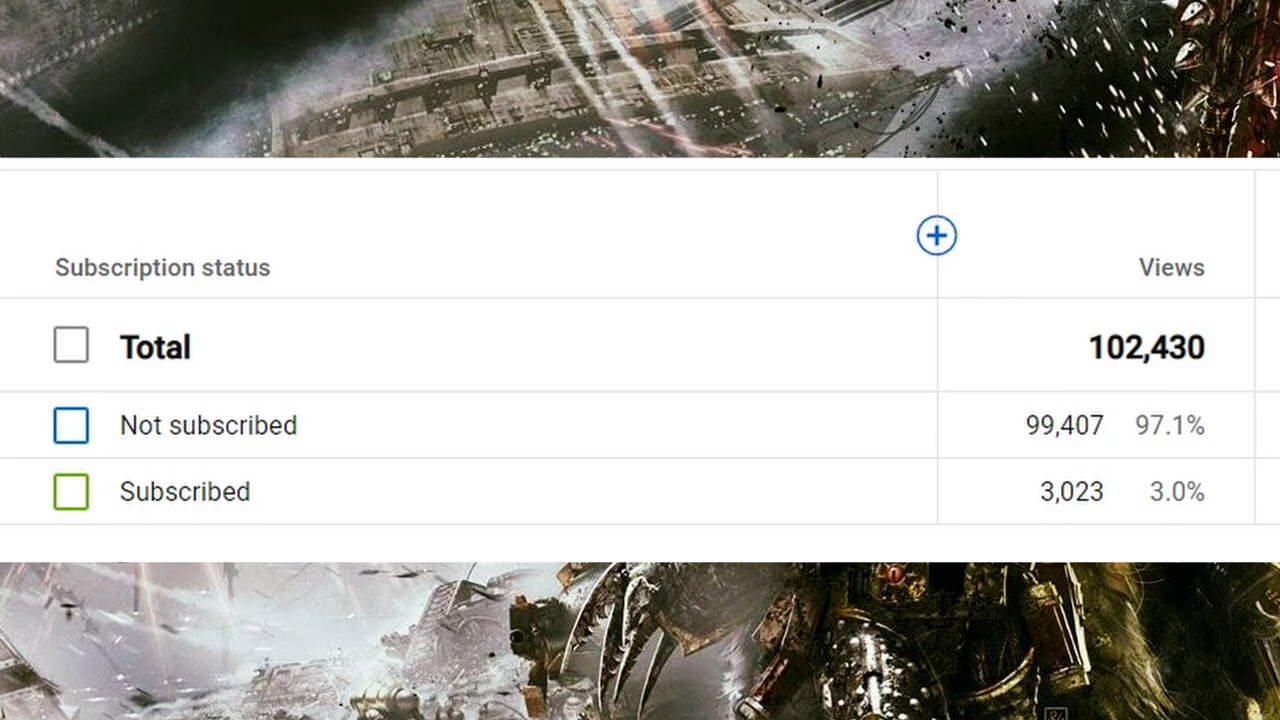 Subscription status Views
Total 102,430
Not subscribed 99,407 97.1%
Subscribed 3,023 3.0%